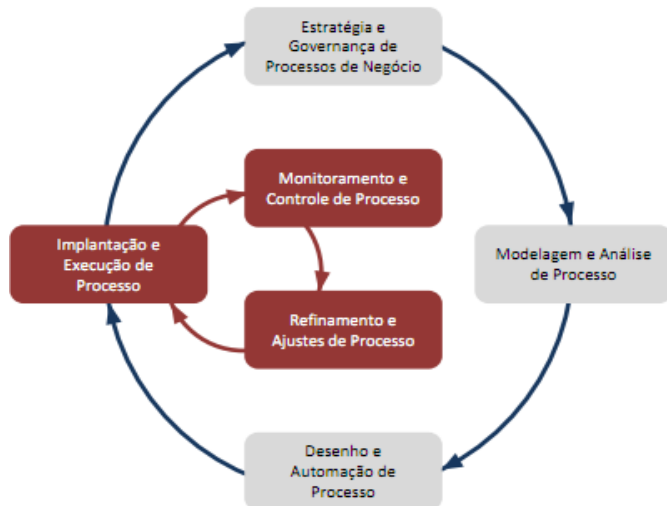 Estratégia e
Governança de
Processos de Negócio
Monitoramento e
Controle de Processo
Implantação e
Execução de
Processo
Modelagem e Análise
de Processo
Refinamento e
Ajustes de Processo
Desenho e
Automação de
Processo